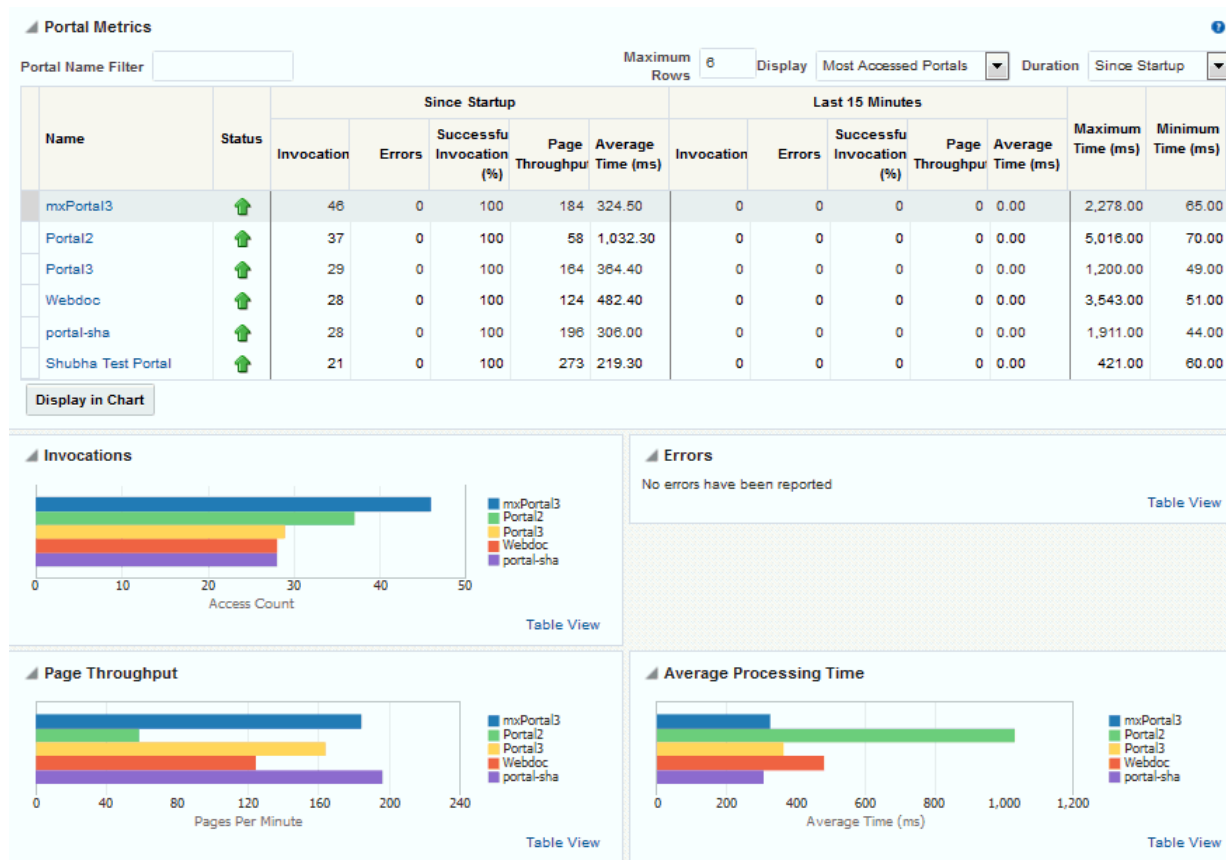 Portal Metrics
Portal Name Filter
Maximum Rows 6 Display Most Accessed Portals Duration Since Startup
Since Startup Last 15 Minutes
Name Status Invocation Errors Successfu Invocation (%) Page Throughpu Average Time (ms) Invocation Errors Successfu Invocation (%) Page Throughpu Average Time (ms) Maximum Time (ms) Minimum Time (ms)
mxPortal3 46 0 100 184 324.50 0 0 0 0 0.00 2,278.00 65.00
Portal2 37 0 100 58 1,032.30 0 0 0 0 0.00 5,016.00 70.00
Portal3 29 0 100 164 364.40 0 0 0 0 0.00 1,200.00 49.00
Webdoc 28 0 100 124 482.40 0 0 0 0 0.00 3,543.00 51.00
portal-sha 28 0 100 196 306.00 0 0 0 0 0.00 1,911.00 44.00
Shubha Test Portal 21 0 100 273 219.30 0 0 0 0 0.00 421.00 60.00
Display in Chart
Invocations
mxPortal3
Portal2
Portal3
Webdoc
portal-sha
0 10 20 30 40 50
Access Count
Table View
Errors
No errors have been reported
Table View
Page Throughput
mxPortal3
Portal2
Portal3
Webdoc
portal-sha
0 40 80 120 160 200 240
Pages Per Minute
Table View
Average Processing Time
mxPortal3
Portal2
Portal3
Webdoc
portal-sha
0 200 400 600 800 1,000 1,200
Average Time (ms)
Table View